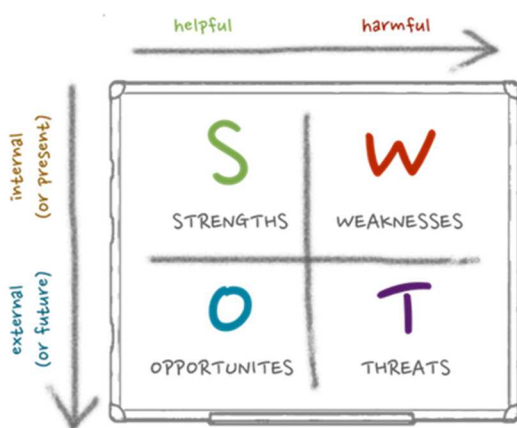 helpful
harmful
internal
(or present)
external
(or future)
S
STRENGTHS
W
WEAKNESSES
O
OPPORTUNITES
T
THREATS